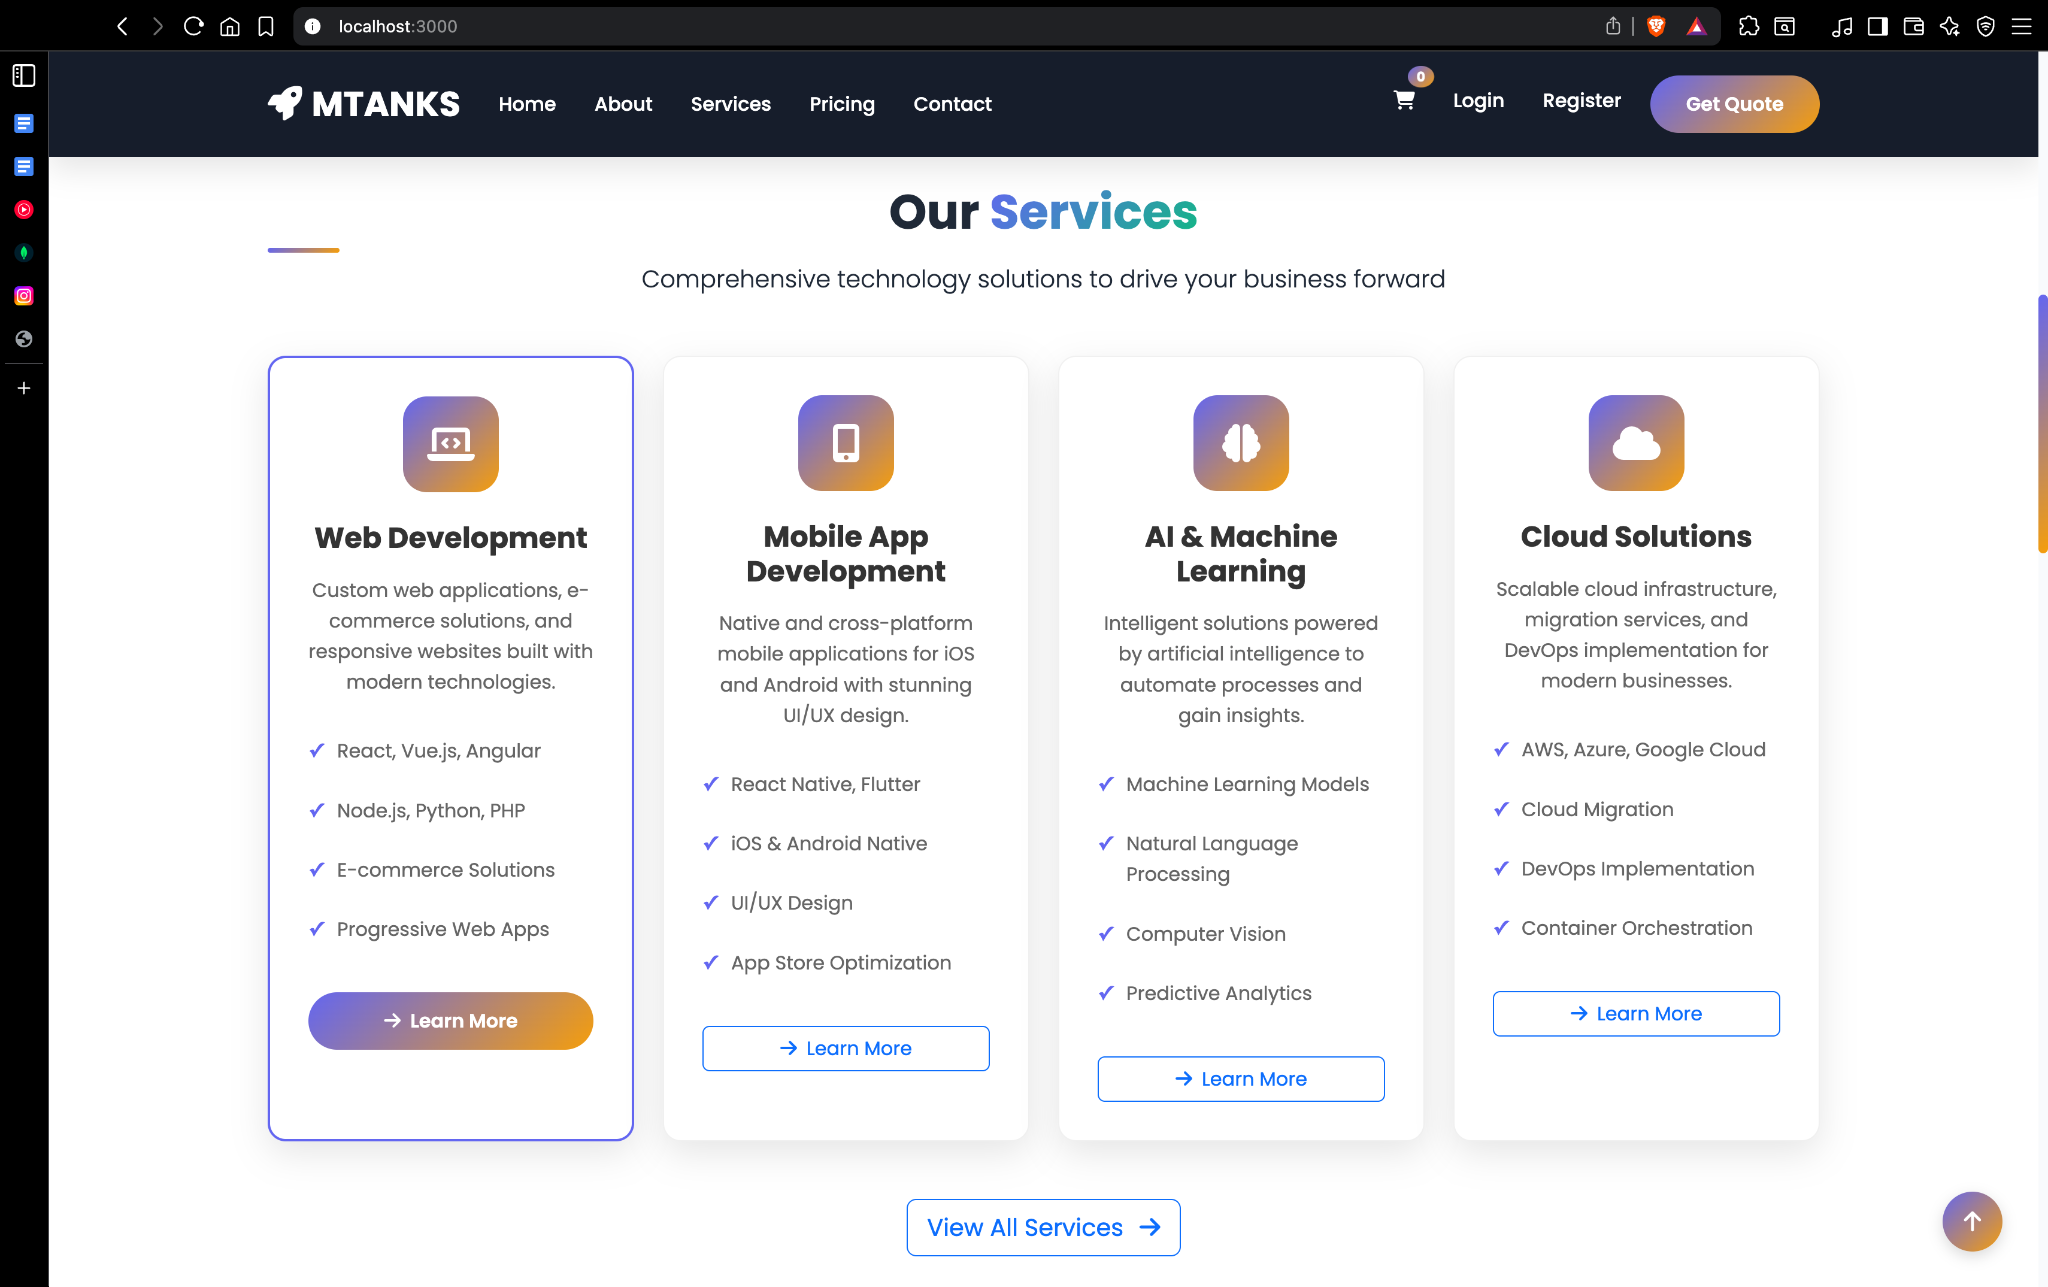 localhost:3000
MTANKS
Home
About
Services
Pricing
Contact
0
Login
Register
Get Quote
Our Services
Comprehensive technology solutions to drive your business forward
Web Development
Custom web applications, e-
commerce solutions, and
responsive websites built with
modern technologies.
React, Vue.js, Angular
Node.js, Python, PHP
E-commerce Solutions
Progressive Web Apps
Learn More
Mobile App
Development
Native and cross-platform
mobile applications for iOS
and Android with stunning
UI/UX design.
React Native, Flutter
iOS & Android Native
UI/UX Design
App Store Optimization
Learn More
AI & Machine
Learning
Intelligent solutions powered
by artificial intelligence to
automate processes and
gain insights.
Machine Learning Models
Natural Language
Processing
Computer Vision
Predictive Analytics
Learn More
Cloud Solutions
Scalable cloud infrastructure,
migration services, and
DevOps implementation for
modern businesses.
AWS, Azure, Google Cloud
Cloud Migration
DevOps Implementation
Container Orchestration
Learn More
View All Services